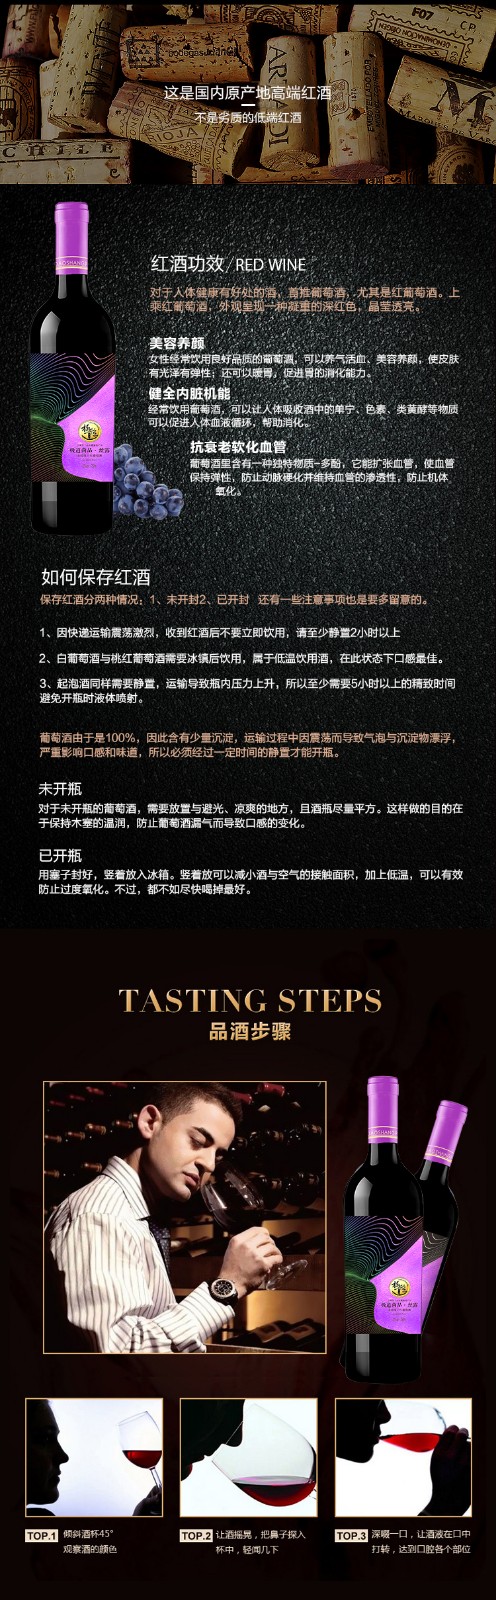 F07
这是国内原产地高端红酒
不是劣质的低端红酒
CHILE
红酒功效/RED WINE
对于人体健康有好处的酒，首推葡萄酒，尤其是红葡萄酒。上
乘红葡萄酒，外观呈现一种凝重的深红色，晶莹透亮。
美容养颜
女性经常饮用良好品质的葡萄酒，可以养气活血、美容养颜，使皮肤
有光泽有弹性；还可以暖胃，促进胃的消化能力。
健全内脏机能
经常饮用葡萄酒，可以让人体吸收酒中的单宁、色素、类黄酵等物质
可以促进人体血液循环，帮助消化。
抗衰老软化血管
葡萄酒里含有一种独特物质-多酚，它能扩张血管，使血管
保持弹性，防止动脉硬化并维持血管的渗透性，防止机体
氧化。
如何保存红酒
保存红酒分两种情况；1、未开封2、已开封 还有一些注意事项也是要多留意的。
1、因快递运输震荡激烈，收到红酒后不要立即饮用，请至少静置2小时以上
2、白葡萄酒与桃红葡萄酒需要冰镇后饮用，属于低温饮用酒，在此状态下口感最佳。
3、起泡酒同样需要静置，运输导致瓶内压力上升，所以至少需要5小时以上的精致时间
避免开瓶时液体喷射。
葡萄酒由于是100%，因此含有少量沉淀，运输过程中因震荡而导致气泡与沉淀物漂浮，
严重影响口感和味道，所以必须经过一定时间的静置才能开瓶。
未开瓶
对于未开瓶的葡萄酒，需要放置与避光、凉爽的地方，且酒瓶尽量平方。这样做的目的在
于保持木塞的温润，防止葡萄酒漏气而导致口感的变化。
已开瓶
用塞子封好，竖着放入冰箱。竖着放可以减小酒与空气的接触面积，加上低温，可以有效
防止过度氧化。不过，都不如尽快喝掉最好。
TASTING STEPS
品酒步骤
TOP.1 倾斜酒杯45°
观察酒的颜色
TOP.2 让酒摇晃，把鼻子探入
杯中，轻闻几下
TOP.3 深啜一口，让酒液在口中
打转，达到口腔各个部位